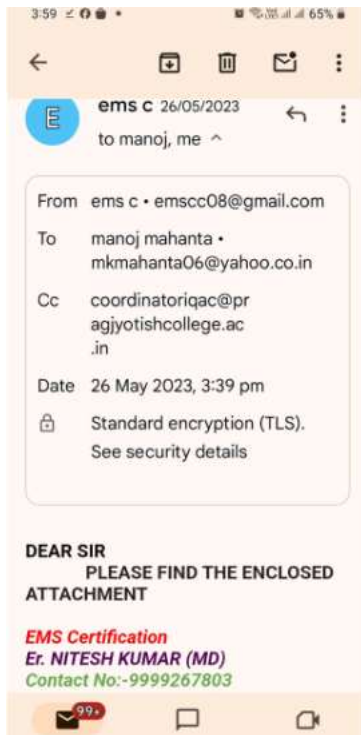 3:59
65%
E
ems c 26/05/2023
to manoj, me
From ems c • emscc08@gmail.com
To manoj mahanta •
mkmahanta06@yahoo.co.in
Cc coordinatoriqac@pr
agjyotishcollege.ac
.in
Date 26 May 2023, 3:39 pm
Standard encryption (TLS).
See security details
DEAR SIR
PLEASE FIND THE ENCLOSED
ATTACHMENT
EMS Certification
Er. NITESH KUMAR (MD)
Contact No:-9999267803
99+